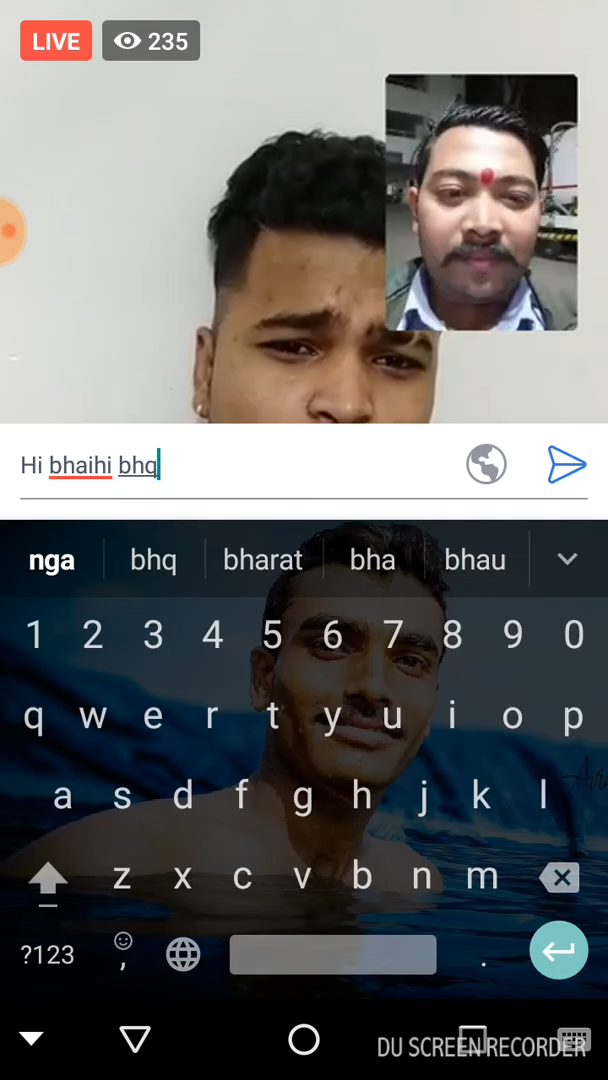 LIVE 235
Hi bhaihi bhq
nga bhq bharat bha bhau
1 2 3 4 5 6 7 8 9 0
q w e r t y u i o p
a s d f g h j k l
z x c v b n m
?123 , .
DU SCREEN RECORDER